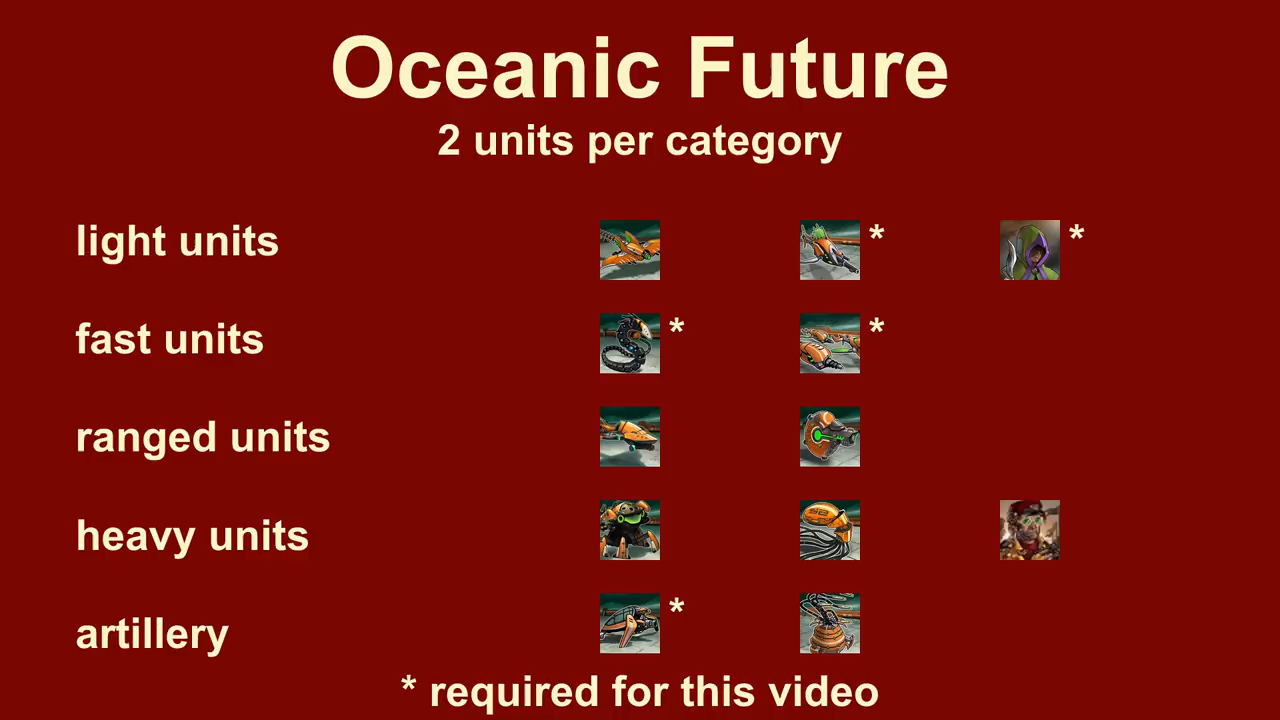 Oceanic Future
2 units per category
light units * *
fast units * *
ranged units
heavy units
artillery *
* required for this video